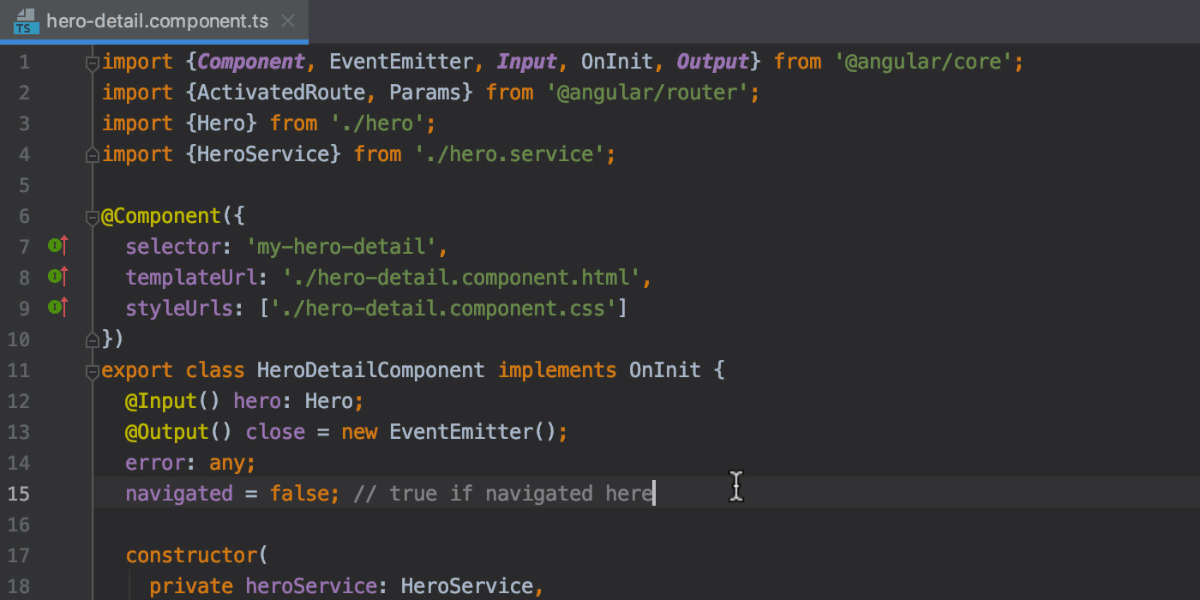 TS hero-detail.component.ts
1 import {Component, EventEmitter, Input, OnInit, Output} from '@angular/core';
2 import {ActivatedRoute, Params} from '@angular/router';
3 import {Hero} from './hero';
4 import {HeroService} from './hero.service';
5
6 @Component({
7 selector: 'my-hero-detail',
8 templateUrl: './hero-detail.component.html',
9 styleUrls: ['./hero-detail.component.css']
10 })
11 export class HeroDetailComponent implements OnInit {
12 @Input() hero: Hero;
13 @Output() close = new EventEmitter();
14 error: any;
15 navigated = false; // true if navigated here
16
17 constructor(
18 private heroService: HeroService,